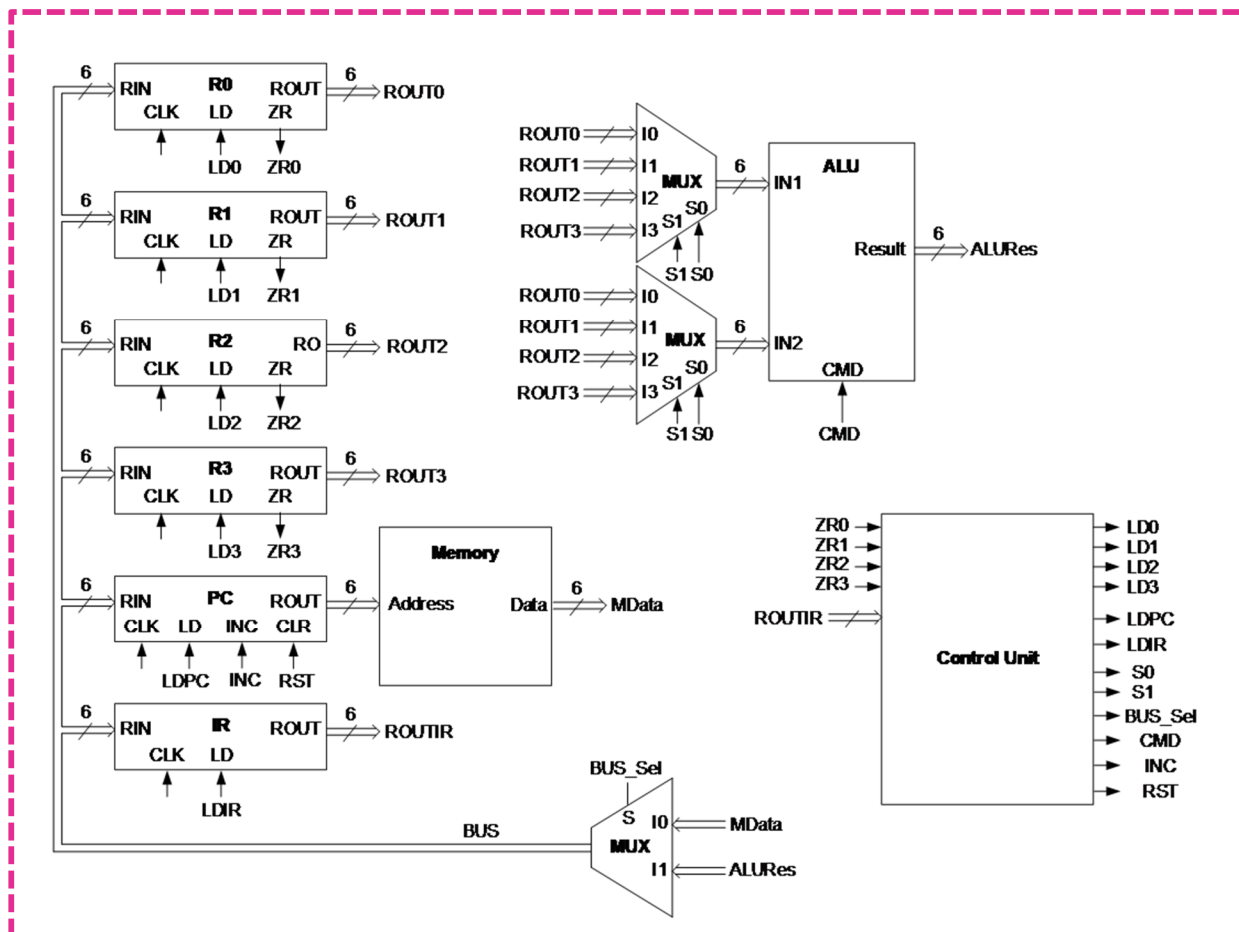 6
RIN R0 ROUT
6
ROUT0
CLK LD ZR
LD0 ZR0
6
RIN R1 ROUT
6
ROUT1
CLK LD ZR
LD1 ZR1
6
RIN R2 RO
6
ROUT2
CLK LD ZR
LD2 ZR2
6
RIN R3 ROUT
6
ROUT3
CLK LD ZR
LD3 ZR3
6
RIN PC ROUT
6
CLK LD INC CLR
LDPC INC RST
Memory
Address Data
6
MData
6
RIN IR ROUT
6
ROUTIR
CLK LD
LDIR
ROUT0 I0
ROUT1 I1
ROUT2 I2
ROUT3 I3
MUX
S1 S0
S1 S0
6
ROUT0 I0
ROUT1 I1
ROUT2 I2
ROUT3 I3
MUX
S1 S0
S1 S0
6
ALU
IN1
IN2
Result
6
ALURes
CMD
CMD
ZR0
ZR1
ZR2
ZR3
ROUTIR
Control Unit
LD0
LD1
LD2
LD3
LDPC
LDIR
S0
S1
BUS_Sel
CMD
INC
RST
BUS_Sel
S
MUX
I0 MData
I1 ALURes
BUS